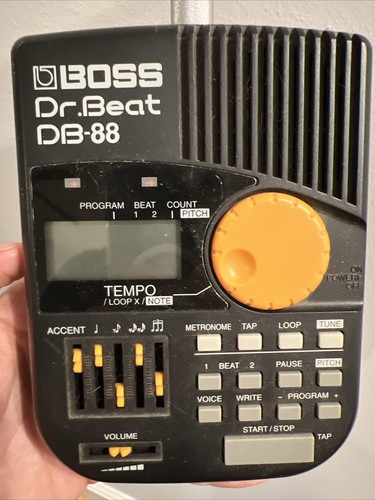 BOSS
Dr.Beat
DB-88
PROGRAM BEAT COUNT
1 2 PITCH
TEMPO
/ LOOP X / NOTE
ON
POWER
OFF
ACCENT
METRONOME TAP LOOP TUNE
1 BEAT 2 PAUSE PITCH
VOICE WRITE - PROGRAM +
VOLUME
START/STOP
TAP